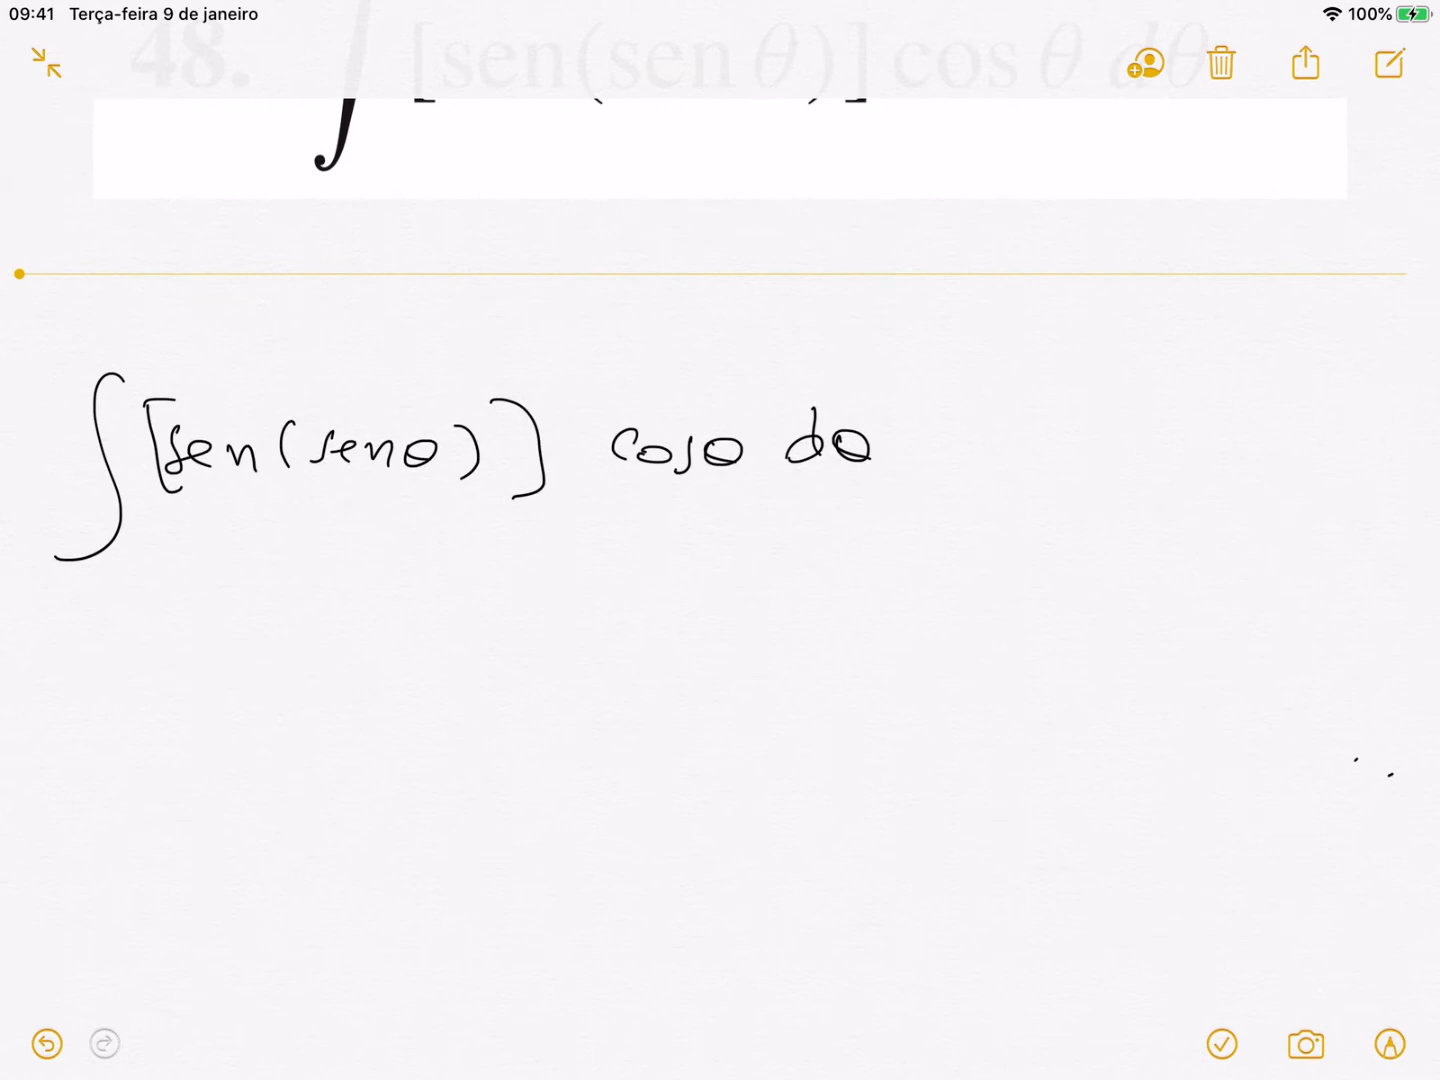 09:41 Terça-feira 9 de janeiro 100%
48. ∫ [sen(sen θ)] cos θ dθ
∫ [sen(senθ)] cosθ dθ